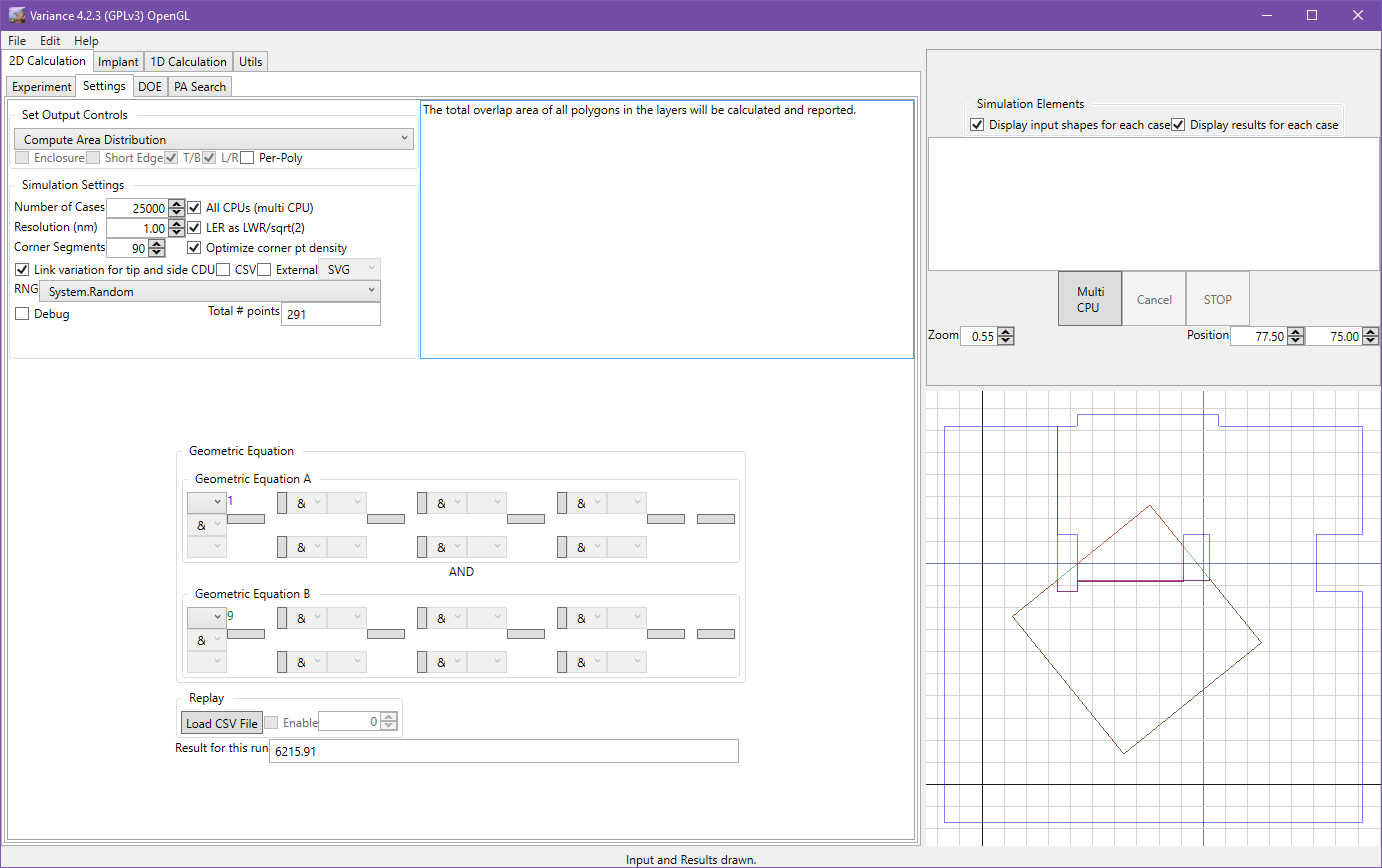 Variance 4.2.3 (GPLv3) OpenGL
File Edit Help
2D Calculation Implant 1D Calculation Utils
Experiment Settings DOE PA Search
Set Output Controls
Compute Area Distribution
Enclosure Short Edge T/B L/R Per-Poly
Simulation Settings
Number of Cases 25000 All CPUs (multi CPU)
Resolution (nm) 1.00 LER as LWR/sqrt(2)
Corner Segments 90 Optimize corner pt density
Link variation for tip and side CDU CSV External SVG
RNG System.Random
Debug Total # points 291
The total overlap area of all polygons in the layers will be calculated and reported.
Geometric Equation
Geometric Equation A
1 & & &
&
& & &
AND
Geometric Equation B
9 & & &
&
& & &
Replay
Load CSV File Enable 0
Result for this run 6215.91
Simulation Elements
Display input shapes for each case Display results for each case
Multi
CPU
Cancel STOP
Zoom 0.55 Position 77.50 75.00
Input and Results drawn.